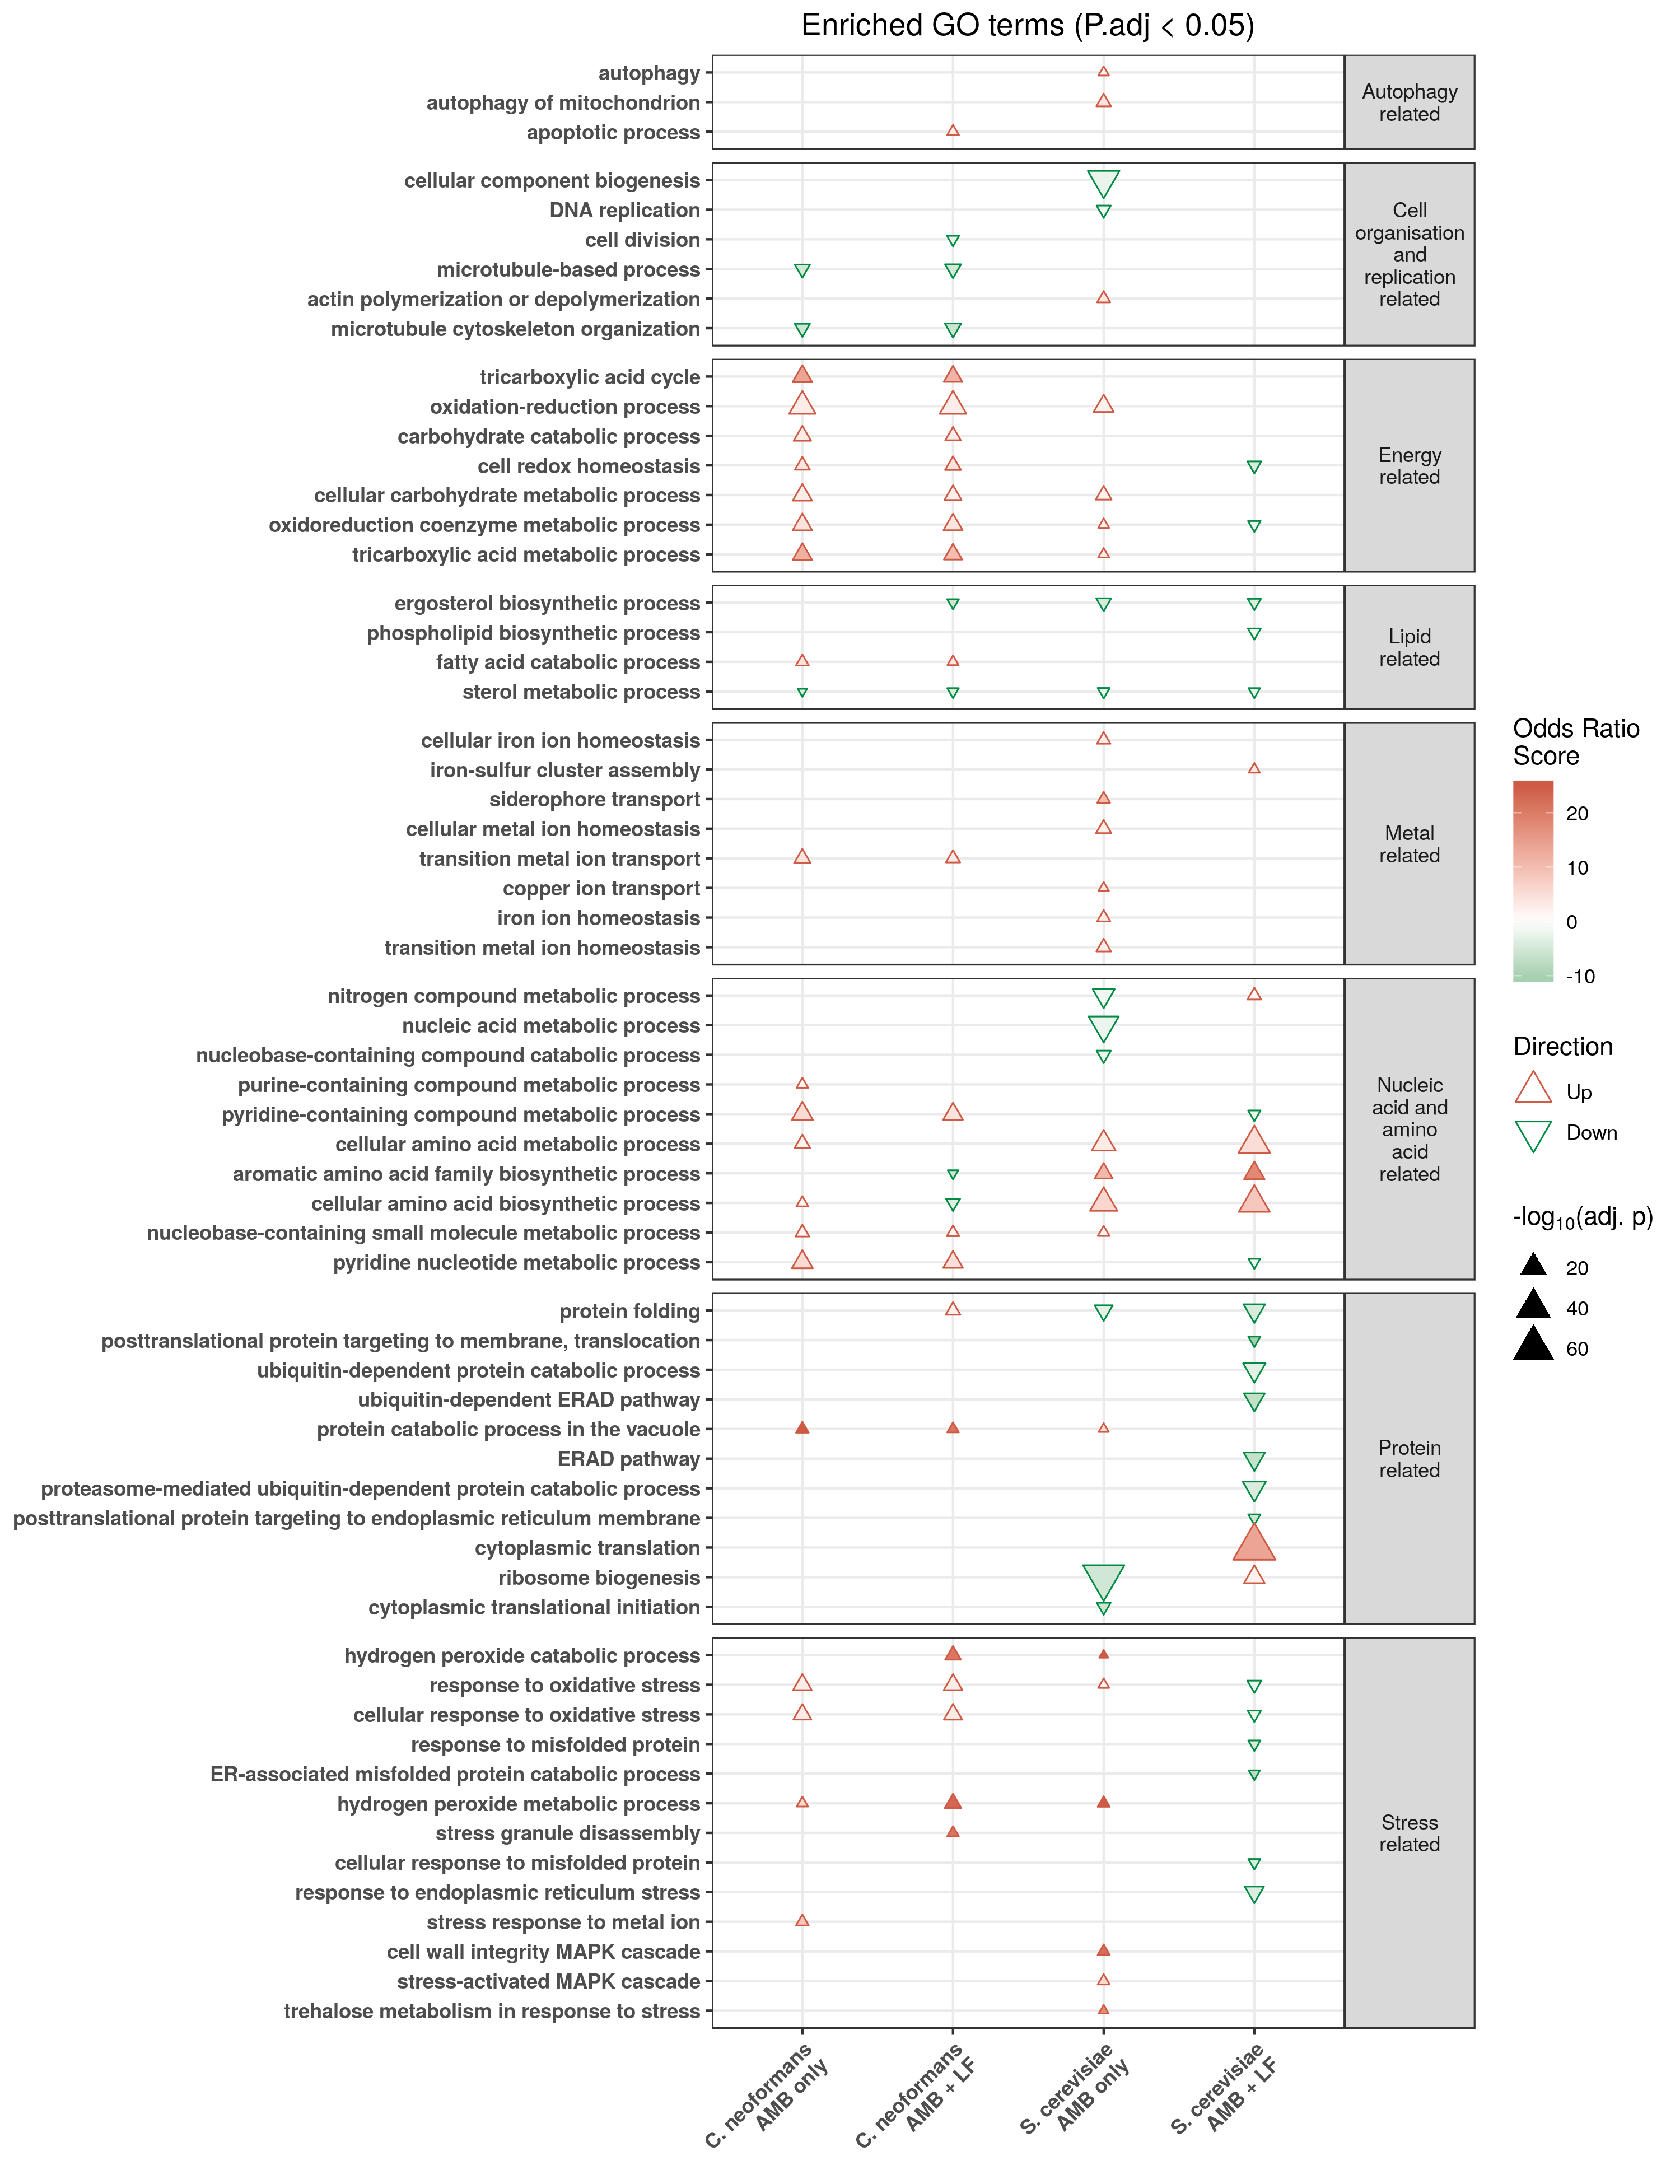 Enriched GO terms (P.adj < 0.05)
autophagy
autophagy of mitochondrion
apoptotic process
Autophagy
related
cellular component biogenesis
DNA replication
cell division
microtubule-based process
actin polymerization or depolymerization
microtubule cytoskeleton organization
Cell
organisation
and
replication
related
tricarboxylic acid cycle
oxidation-reduction process
carbohydrate catabolic process
cell redox homeostasis
cellular carbohydrate metabolic process
oxidoreduction coenzyme metabolic process
tricarboxylic acid metabolic process
Energy
related
ergosterol biosynthetic process
phospholipid biosynthetic process
fatty acid catabolic process
sterol metabolic process
Lipid
related
cellular iron ion homeostasis
iron-sulfur cluster assembly
siderophore transport
cellular metal ion homeostasis
transition metal ion transport
copper ion transport
iron ion homeostasis
transition metal ion homeostasis
Metal
related
nitrogen compound metabolic process
nucleic acid metabolic process
nucleobase-containing compound catabolic process
purine-containing compound metabolic process
pyridine-containing compound metabolic process
cellular amino acid metabolic process
aromatic amino acid family biosynthetic process
cellular amino acid biosynthetic process
nucleobase-containing small molecule metabolic process
pyridine nucleotide metabolic process
Nucleic
acid and
amino
acid
related
protein folding
posttranslational protein targeting to membrane, translocation
ubiquitin-dependent protein catabolic process
ubiquitin-dependent ERAD pathway
protein catabolic process in the vacuole
ERAD pathway
proteasome-mediated ubiquitin-dependent protein catabolic process
posttranslational protein targeting to endoplasmic reticulum membrane
cytoplasmic translation
ribosome biogenesis
cytoplasmic translational initiation
Protein
related
hydrogen peroxide catabolic process
response to oxidative stress
cellular response to oxidative stress
response to misfolded protein
ER-associated misfolded protein catabolic process
hydrogen peroxide metabolic process
stress granule disassembly
cellular response to misfolded protein
response to endoplasmic reticulum stress
stress response to metal ion
cell wall integrity MAPK cascade
stress-activated MAPK cascade
trehalose metabolism in response to stress
Stress
related
C. neoformans
AMB only
C. neoformans
AMB + LF
S. cerevisiae
AMB only
S. cerevisiae
AMB + LF
Odds Ratio
Score
20
10
0
-10
Direction
Up
Down
-log10(adj. p)
20
40
60